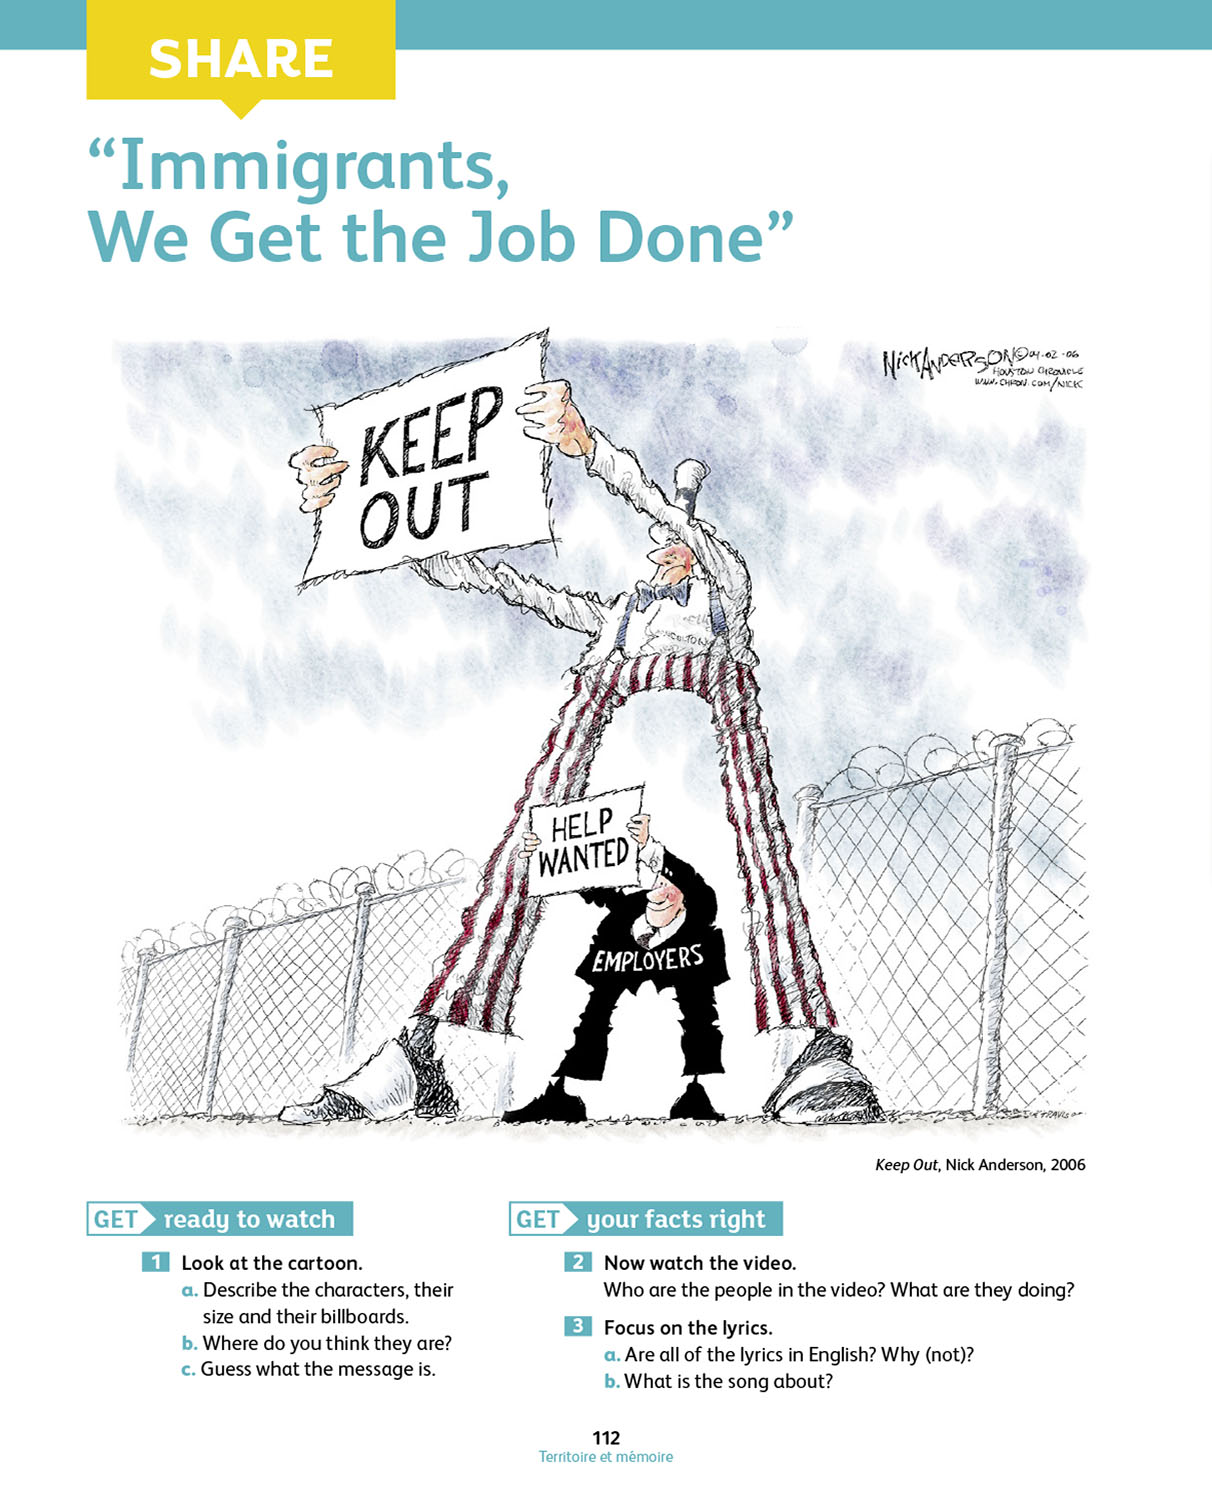 SHARE
“Immigrants,
We Get the Job Done”
NICK ANDERSON © 04-02-06
HOUSTON CHRONICLE
WWW.CHRON.COM/NICK
KEEP
OUT
HELP
WANTED
EMPLOYERS
Keep Out, Nick Anderson, 2006
GET ready to watch
1 Look at the cartoon.
a. Describe the characters, their
size and their billboards.
b. Where do you think they are?
c. Guess what the message is.
GET your facts right
2 Now watch the video.
Who are the people in the video? What are they doing?
3 Focus on the lyrics.
a. Are all of the lyrics in English? Why (not)?
b. What is the song about?
112
Territoire et mémoire